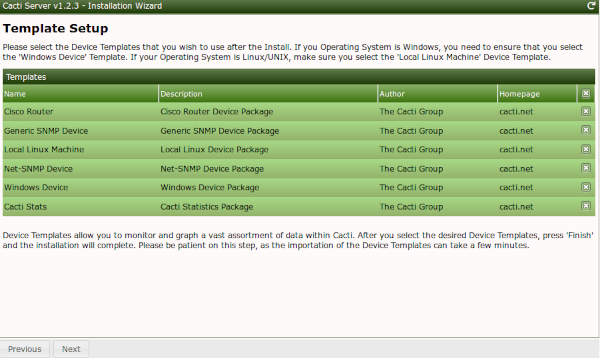 Cacti Server v1.2.3 - Installation Wizard
Template Setup
Please select the Device Templates that you wish to use after the Install. If you Operating System is Windows, you need to ensure that you select
the 'Windows Device' Template. If your Operating System is Linux/UNIX, make sure you select the 'Local Linux Machine' Device Template.
Templates
Name Description Author Homepage
Cisco Router Cisco Router Device Package The Cacti Group cacti.net
Generic SNMP Device Generic SNMP Device Package The Cacti Group cacti.net
Local Linux Machine Local Linux Device Package The Cacti Group cacti.net
Net-SNMP Device Net-SNMP Device Package The Cacti Group cacti.net
Windows Device Windows Device Package The Cacti Group cacti.net
Cacti Stats Cacti Statistics Package The Cacti Group cacti.net
Device Templates allow you to monitor and graph a vast assortment of data within Cacti. After you select the desired Device Templates, press 'Finish'
and the installation will complete. Please be patient on this step, as the importation of the Device Templates can take a few minutes.
Previous Next